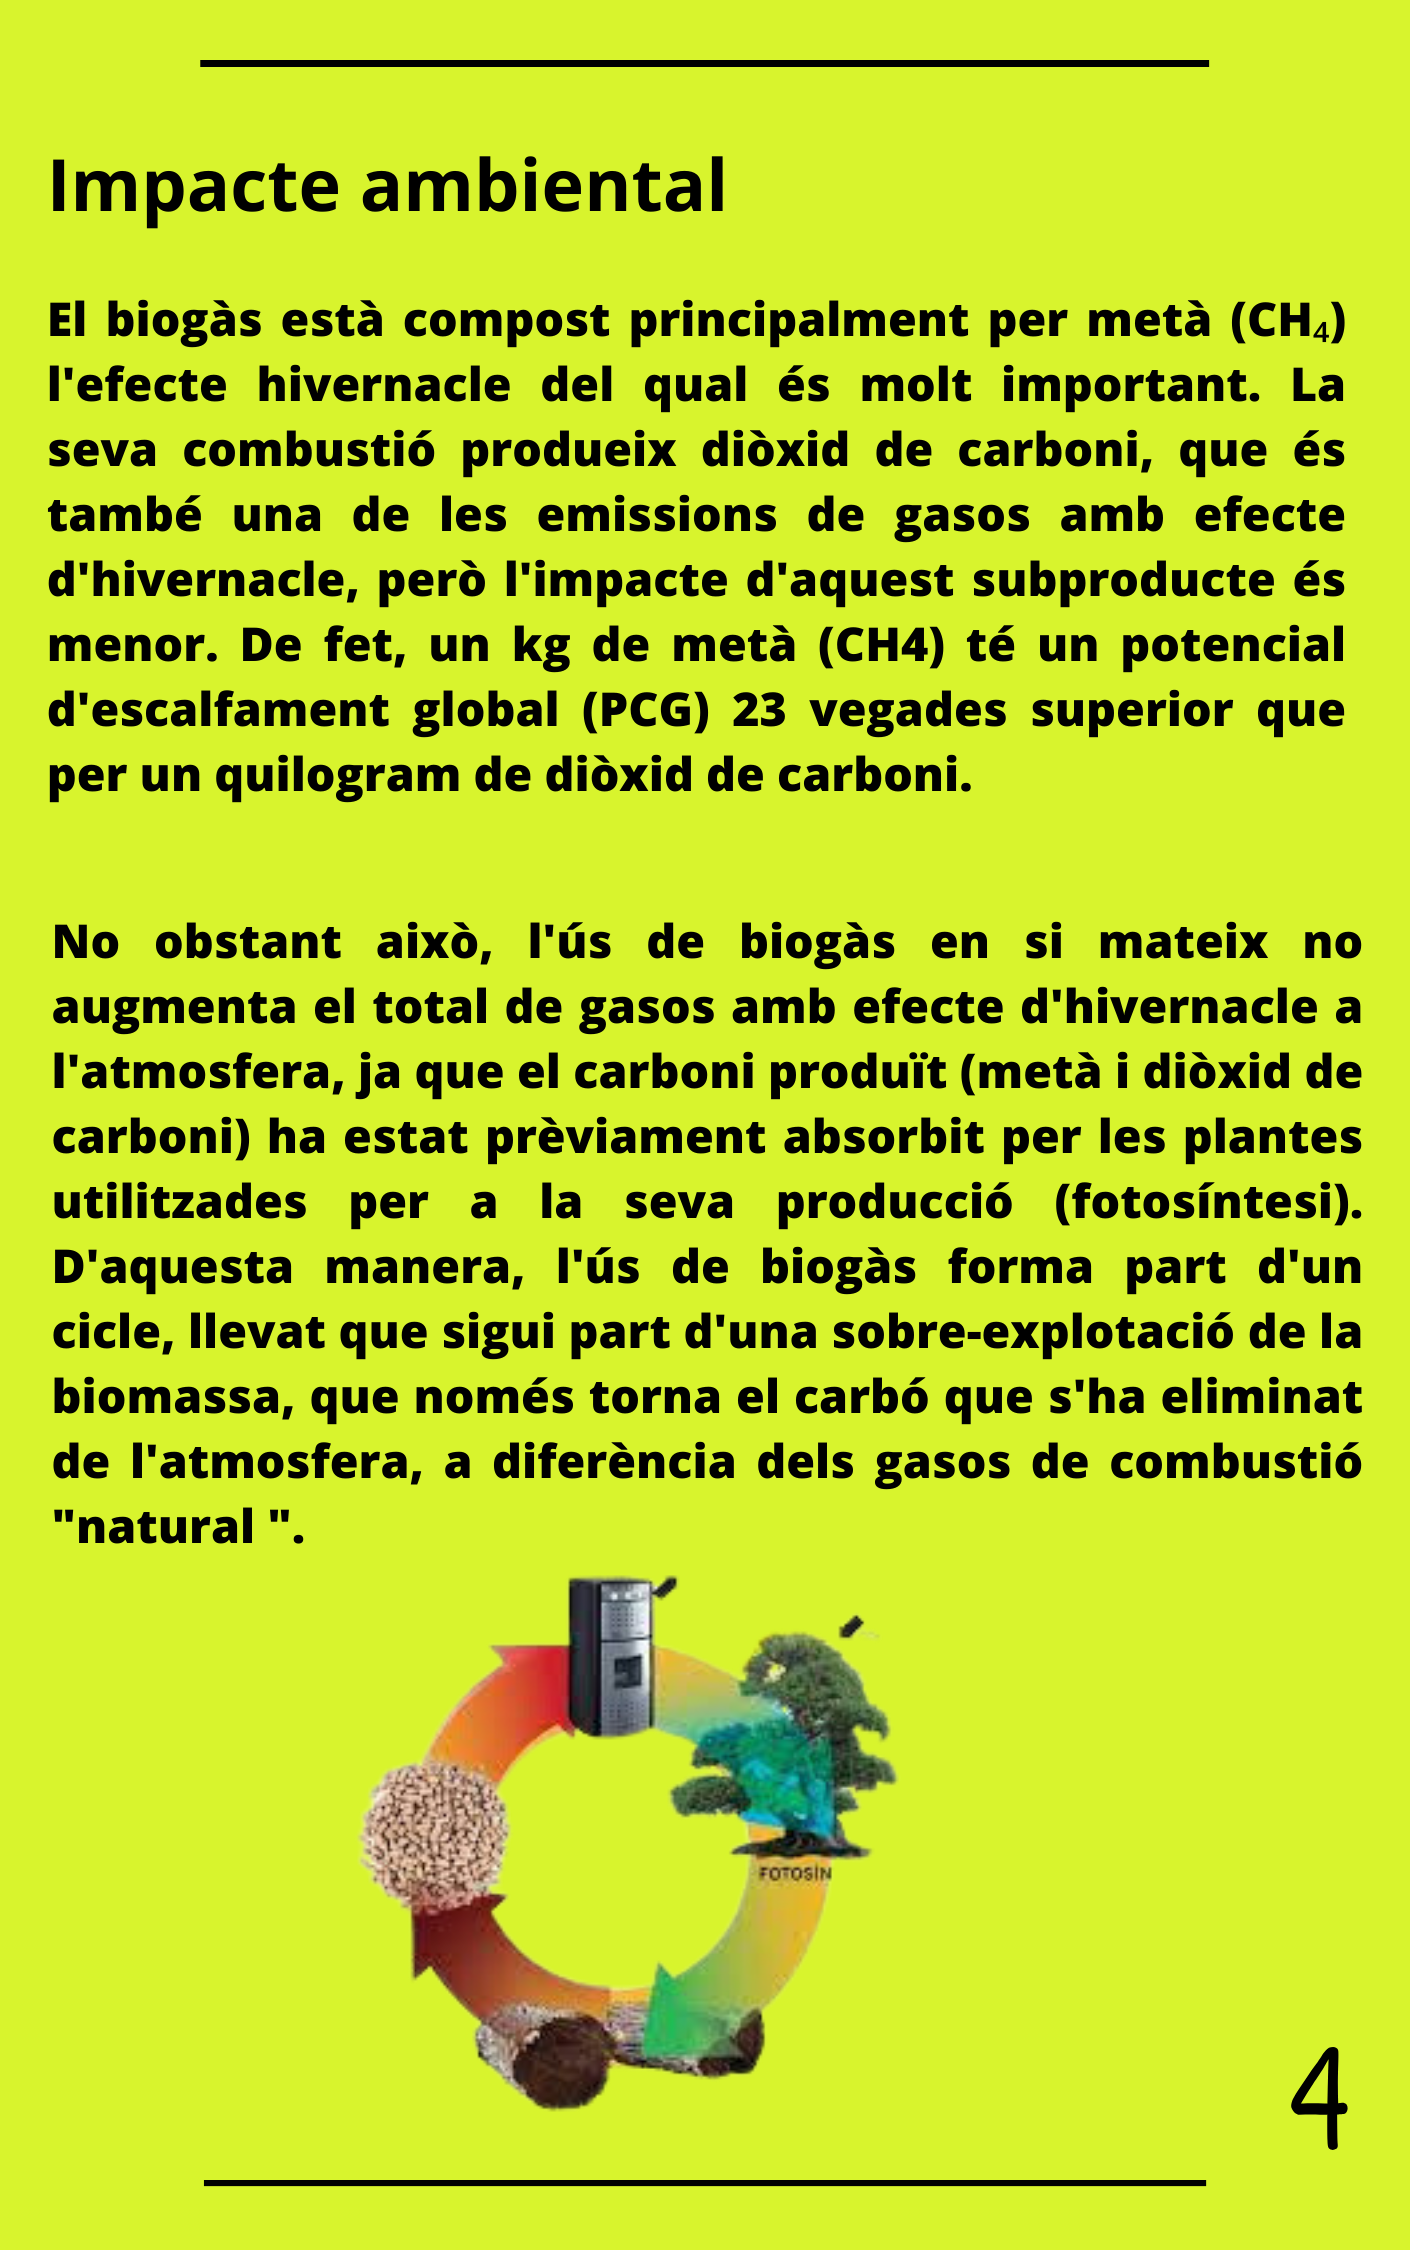 Impacte ambiental
El biogàs està compost principalment per metà (CH₄)
l'efecte hivernacle del qual és molt important. La
seva combustió produeix diòxid de carboni, que és
també una de les emissions de gasos amb efecte
d'hivernacle, però l'impacte d'aquest subproducte és
menor. De fet, un kg de metà (CH4) té un potencial
d'escalfament global (PCG) 23 vegades superior que
per un quilogram de diòxid de carboni.
No obstant això, l'ús de biogàs en si mateix no
augmenta el total de gasos amb efecte d'hivernacle a
l'atmosfera, ja que el carboni produït (metà i diòxid de
carboni) ha estat prèviament absorbit per les plantes
utilitzades per a la seva producció (fotosíntesi).
D'aquesta manera, l'ús de biogàs forma part d'un
cicle, llevat que sigui part d'una sobre-explotació de la
biomassa, que només torna el carbó que s'ha eliminat
de l'atmosfera, a diferència dels gasos de combustió
"natural ".
FOTOSÍN
4